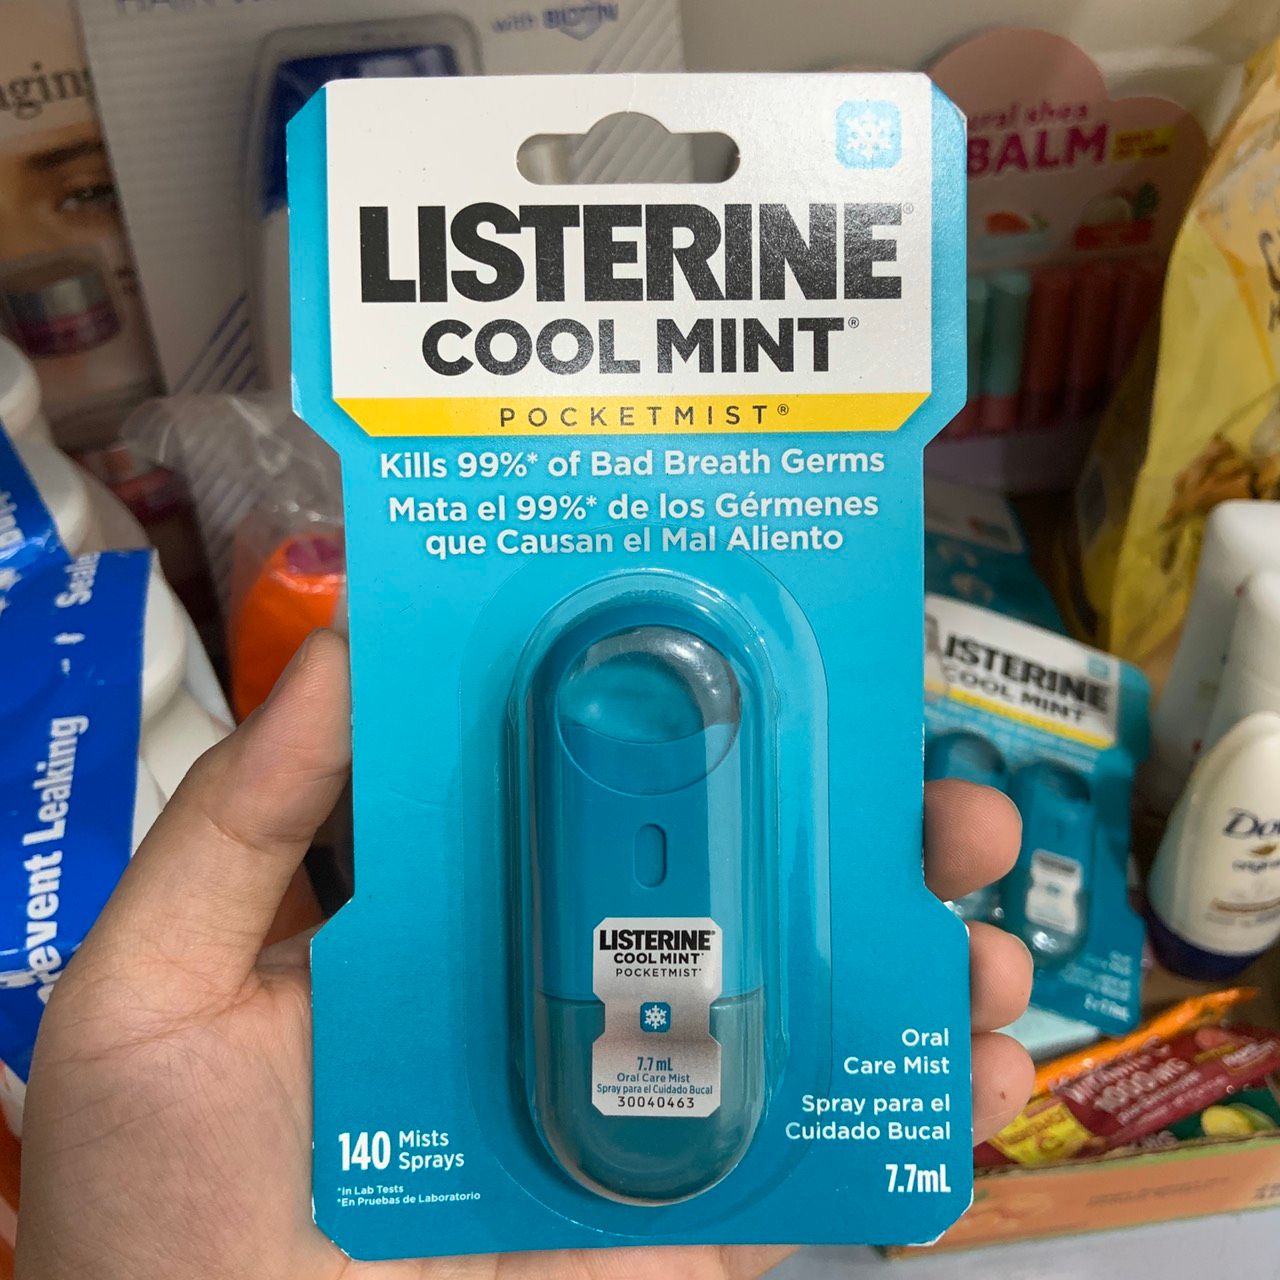 with BIOTIN
LISTERINE®
COOL MINT®
POCKETMIST®
Kills 99%* of Bad Breath Germs
Mata el 99%* de los Gérmenes
que Causan el Mal Aliento
LISTERINE®
COOL MINT®
POCKETMIST®
7.7 mL
Oral Care Mist
Spray para el Cuidado Bucal
30040463
Oral
Care Mist
Spray para el
Cuidado Bucal
7.7mL
140 Mists
Sprays
*In Lab Tests
*En Pruebas de Laboratorio
BALM
LISTERINE
COOL MINT
Leaking